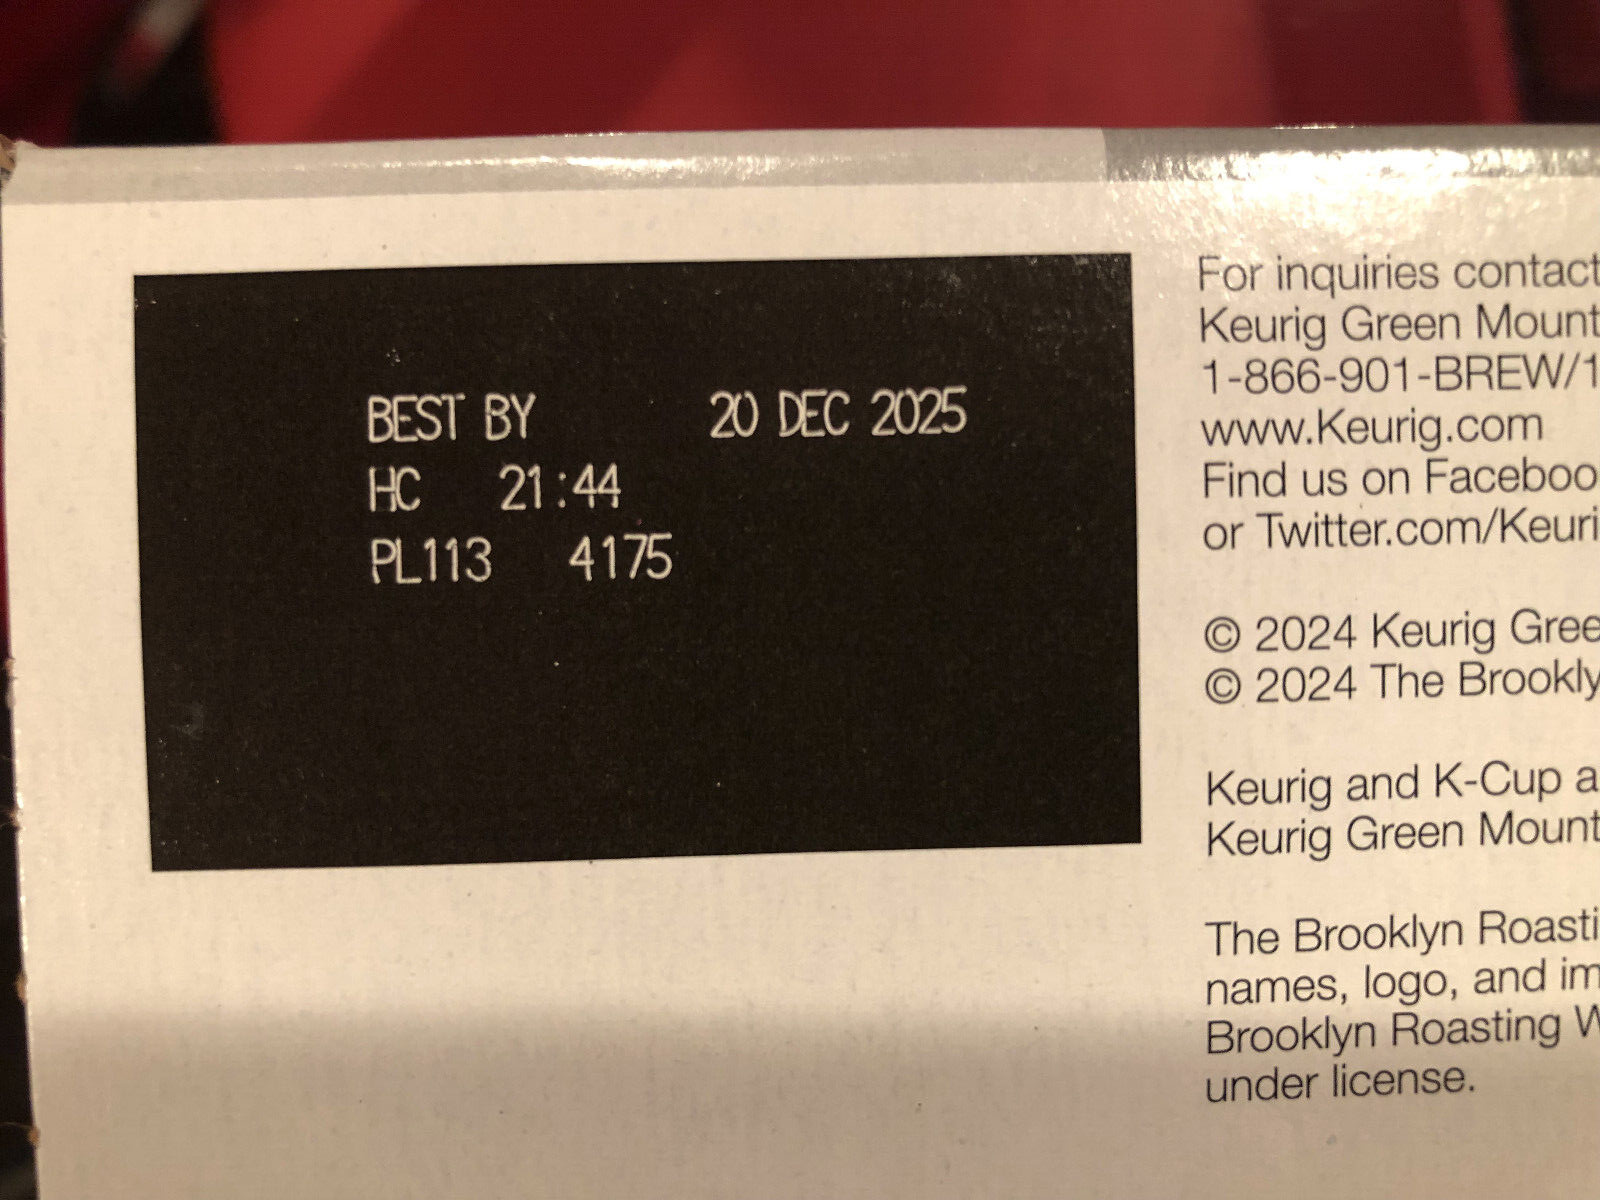 BEST BY 20 DEC 2025
HC 21:44
PL113 4175
For inquiries contact
Keurig Green Mount
1-866-901-BREW/1
www.Keurig.com
Find us on Faceboo
or Twitter.com/Keuri
© 2024 Keurig Gree
© 2024 The Brookly
Keurig and K-Cup a
Keurig Green Mount
The Brooklyn Roasti
names, logo, and im
Brooklyn Roasting W
under license.